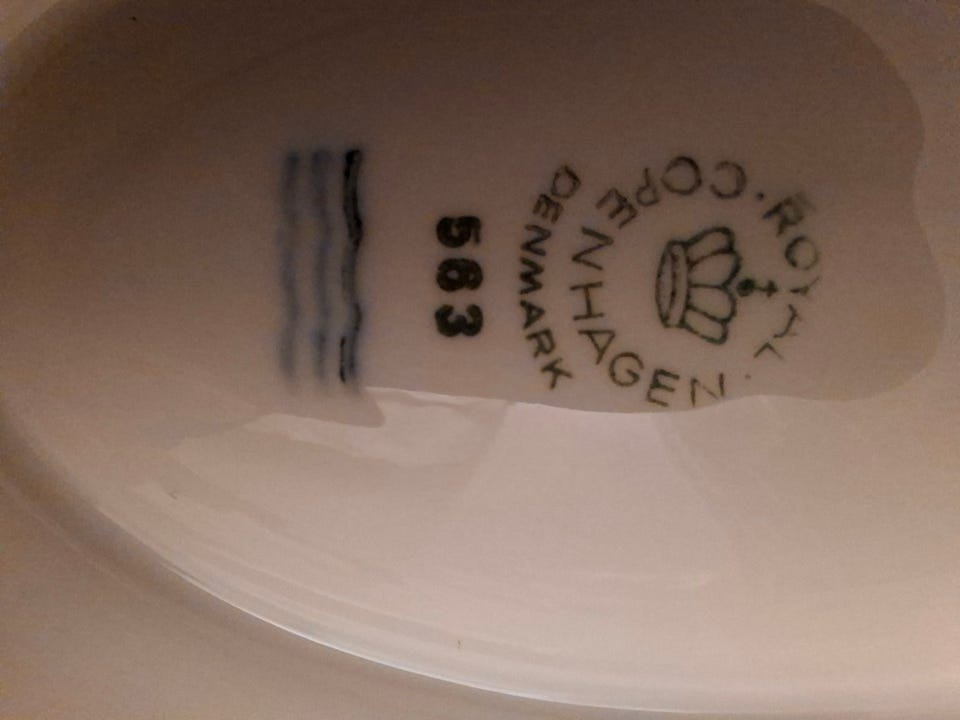 ROYAL · COPENHAGEN ·
DENMARK
563